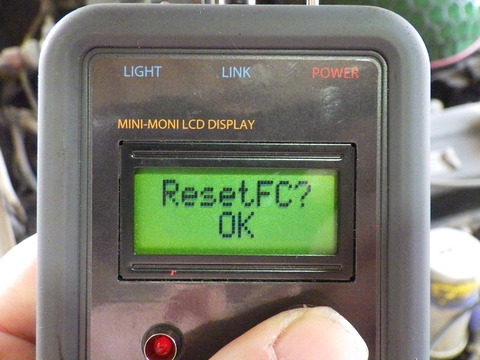 LIGHT LINK POWER
MINI-MONI LCD DISPLAY
ResetFC?
OK